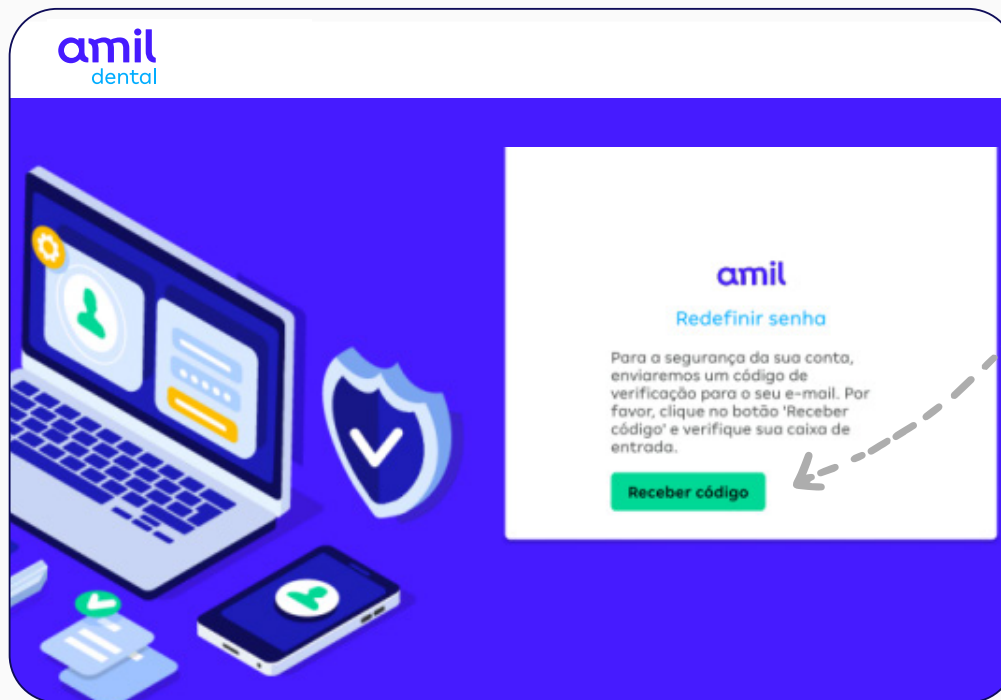 amil
dental
amil
Redefinir senha
Para a segurança da sua conta,
enviaremos um código de
verificação para o seu e-mail. Por
favor, clique no botão 'Receber
código' e verifique sua caixa de
entrada.
Receber código